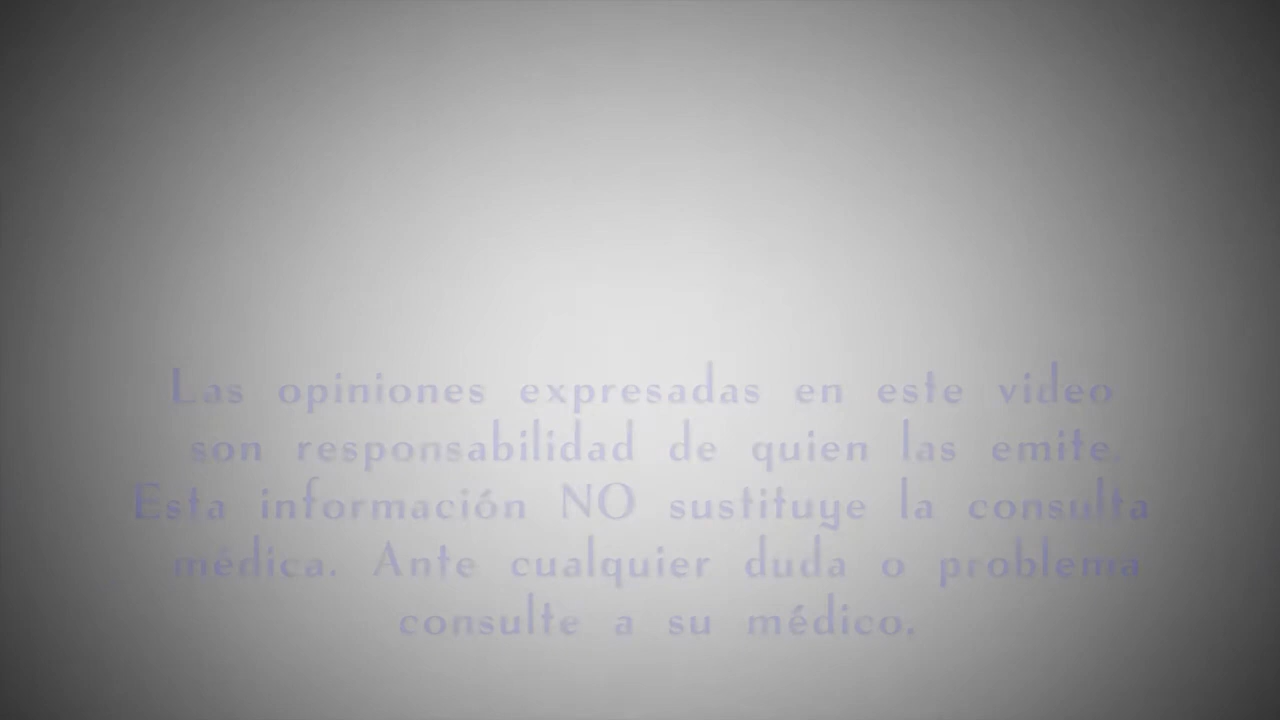 Las opiniones expresadas en este video
son responsabilidad de quien las emite.
Esta información NO sustituye la consulta
médica. Ante cualquier duda o problema
consulte a su médico.